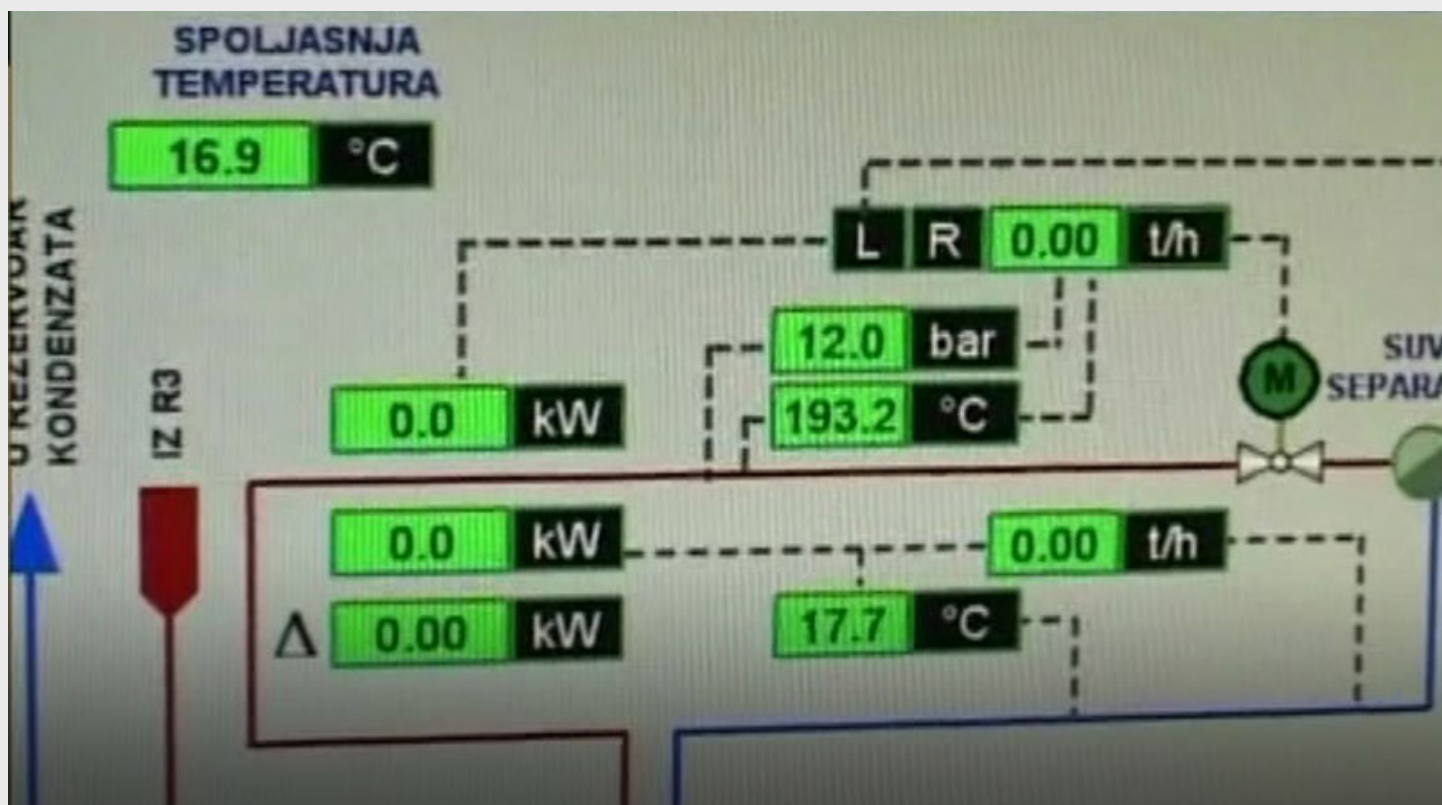 SPOLJASNJA
TEMPERATURA
16.9 °C
KONDENZATA
IZ R3
L R 0.00 t/h
12.0 bar
193.2 °C
M
0.0 kW
0.0 kW
0.00 t/h
Δ 0.00 kW
17.7 °C